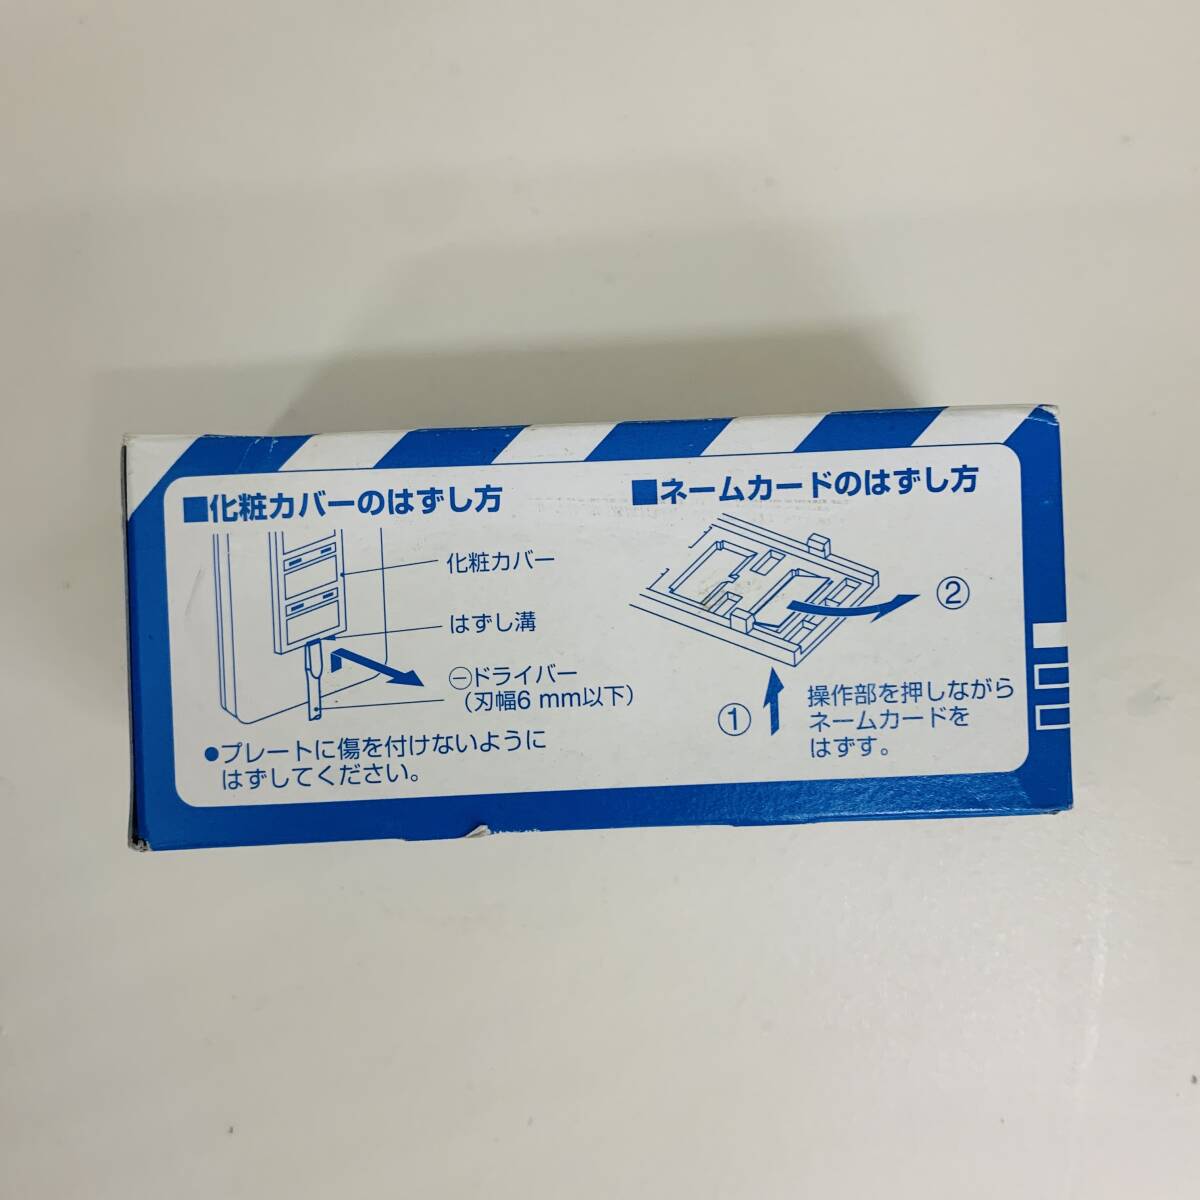 ■化粧カバーのはずし方
化粧カバー
はずし溝
㊀ドライバー
（刃幅6 mm以下）
●プレートに傷を付けないように
はずしてください。
■ネームカードのはずし方
②
①
操作部を押しながら
ネームカードを
はずす。